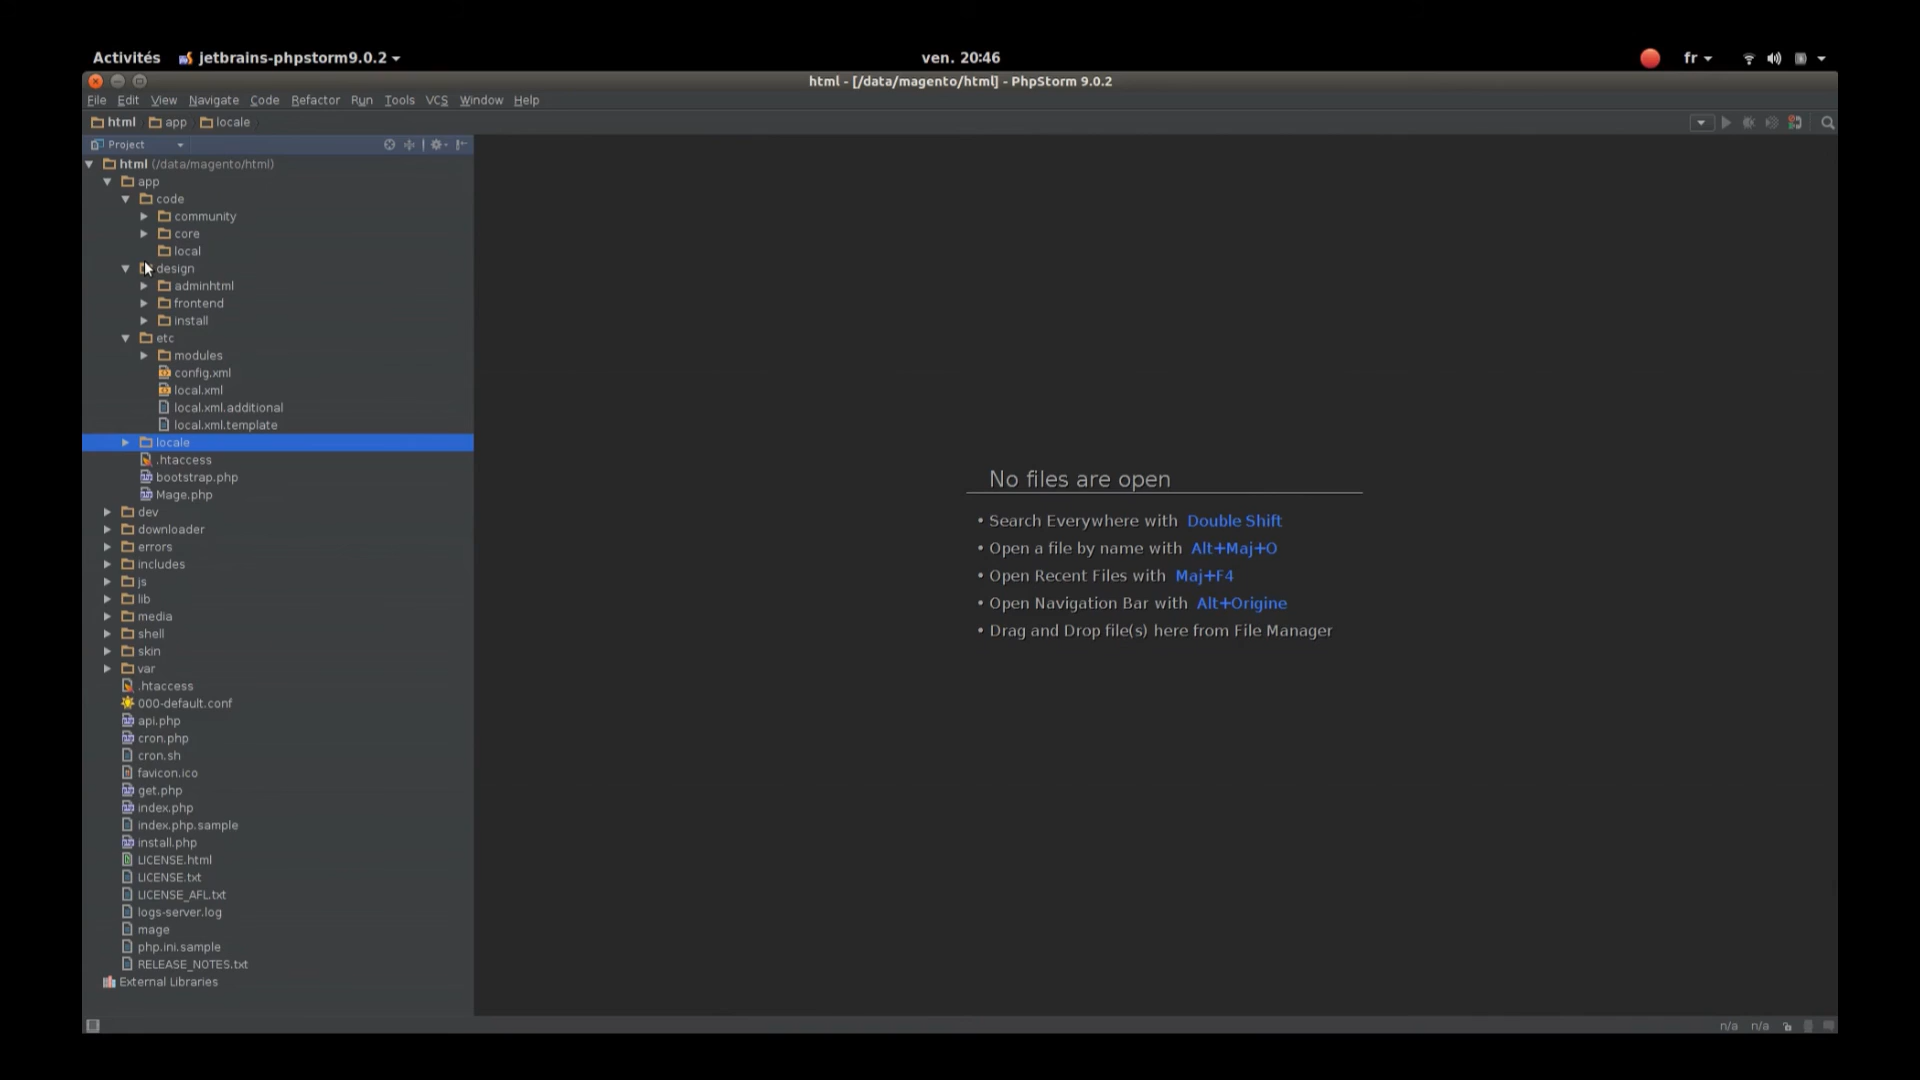 Activités jetbrains-phpstorm9.0.2 ven. 20:46 fr
html - [/data/magento/html] - PhpStorm 9.0.2
File Edit View Navigate Code Refactor Run Tools VCS Window Help
html app locale
Project
html (/data/magento/html)
app
code
community
core
local
design
adminhtml
frontend
install
etc
modules
config.xml
local.xml
local.xml.additional
local.xml.template
locale
.htaccess
bootstrap.php
Mage.php
dev
downloader
errors
includes
js
lib
media
shell
skin
var
.htaccess
000-default.conf
api.php
cron.php
cron.sh
favicon.ico
get.php
index.php
index.php.sample
install.php
LICENSE.html
LICENSE.txt
LICENSE_AFL.txt
logs-server.log
mage
php.ini.sample
RELEASE_NOTES.txt
External Libraries
No files are open
• Search Everywhere with Double Shift
• Open a file by name with Alt+Maj+O
• Open Recent Files with Maj+F4
• Open Navigation Bar with Alt+Origine
• Drag and Drop file(s) here from File Manager
n/a n/a